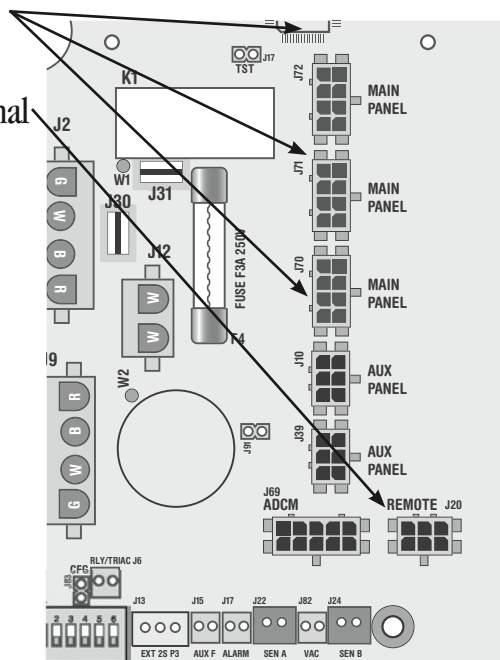 J17
TST
K1
J72
MAIN
PANEL
nal
J2
W1
J31
J71
MAIN
PANEL
G
W
B
R
J30
FUSE F3A 250V
J12
W
W
J70
MAIN
PANEL
F4
J10
AUX
PANEL
J9
W2
R
B
W
G
J91
J39
AUX
PANEL
J69
ADCM
REMOTE J20
RLY/TRIAC J6
CFG
J83
2 3 4 5 6
J13
J15
J17
J22
J82
J24
EXT 2S P3
AUX F
ALARM
SEN A
VAC
SEN B